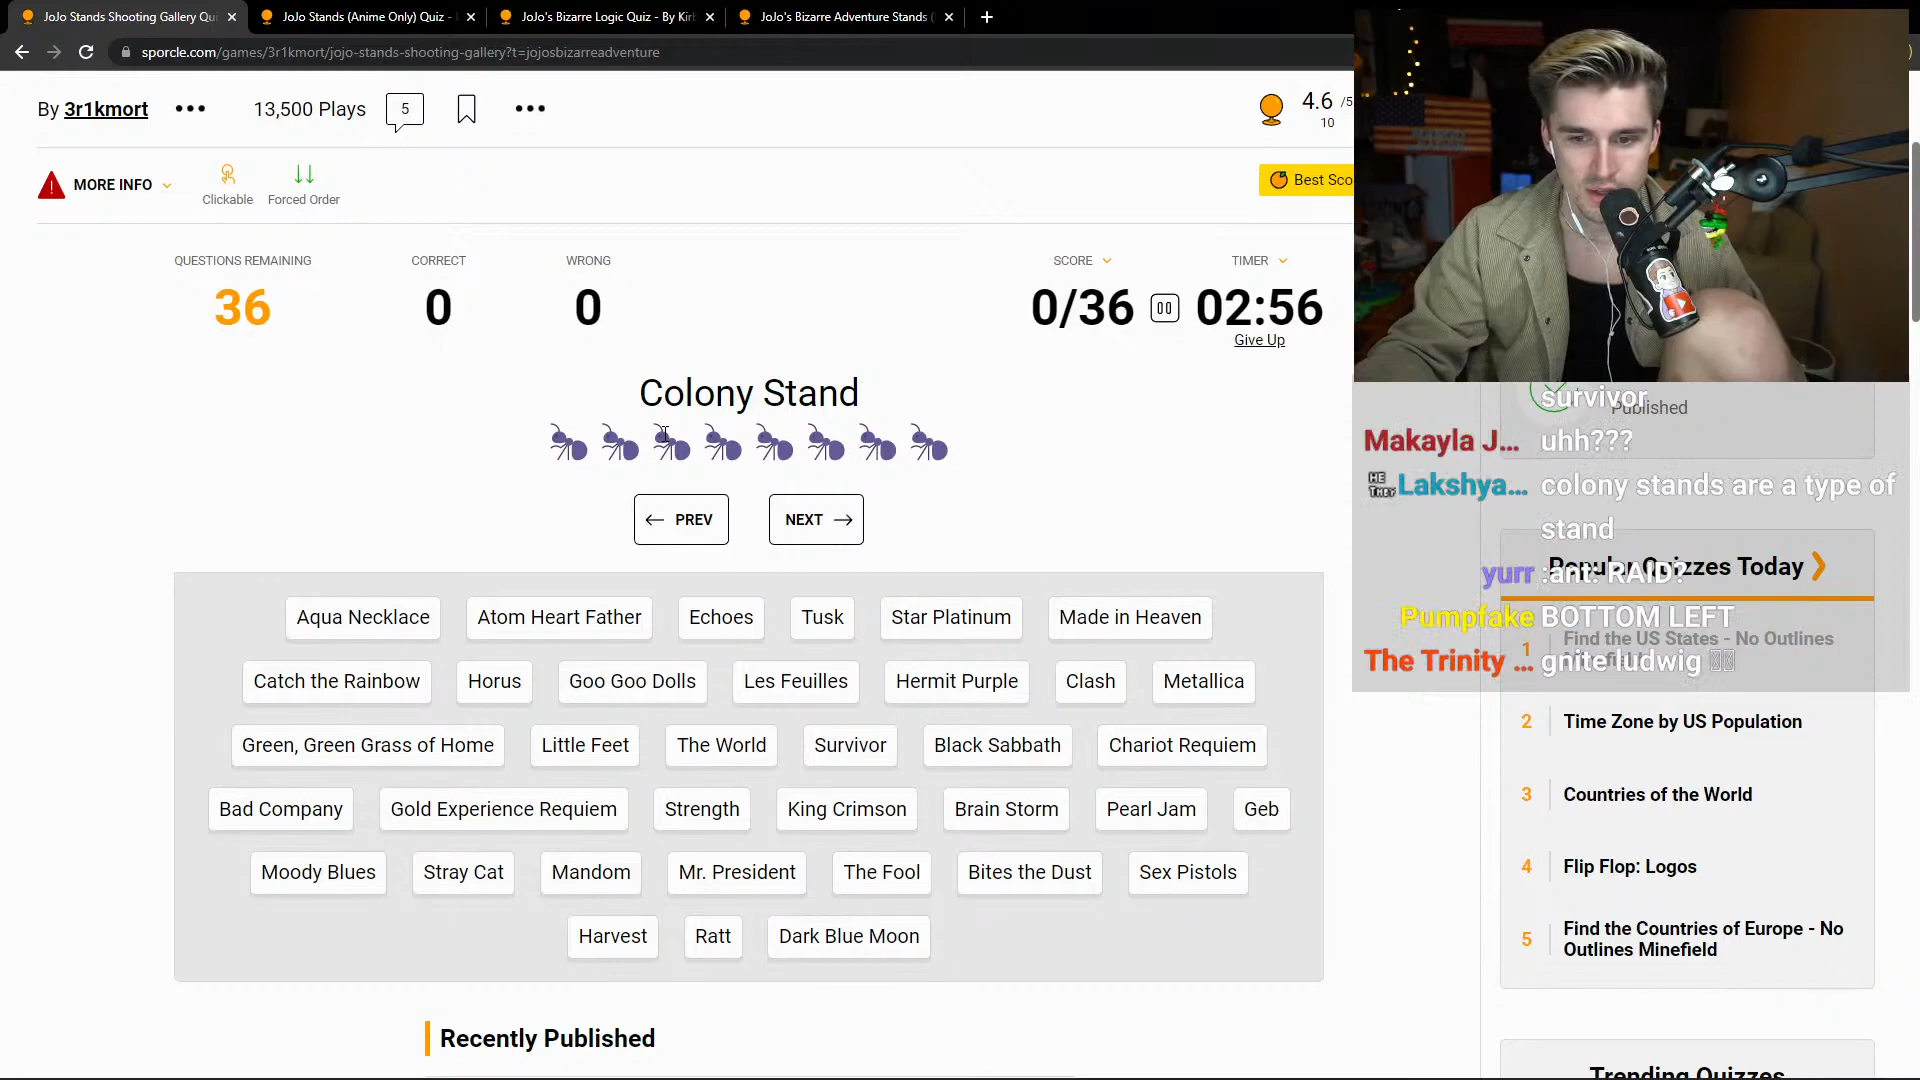 JoJo Stands Shooting Gallery Qui
JoJo Stands (Anime Only) Quiz -
JoJo's Bizarre Logic Quiz - By Kir
JoJo's Bizarre Adventure Stands (
sporcle.com/games/3r1kmort/jojo-stands-shooting-gallery?t=jojosbizarreadventure
By 3r1kmort
13,500 Plays
5
4.6 /5
10
MORE INFO
Clickable
Forced Order
Best Sco
QUESTIONS REMAINING
CORRECT
WRONG
SCORE
TIMER
36
0
0
0/36
02:56
Give Up
Colony Stand
PREV
NEXT
Aqua Necklace
Atom Heart Father
Echoes
Tusk
Star Platinum
Made in Heaven
Catch the Rainbow
Horus
Goo Goo Dolls
Les Feuilles
Hermit Purple
Clash
Metallica
Green, Green Grass of Home
Little Feet
The World
Survivor
Black Sabbath
Chariot Requiem
Bad Company
Gold Experience Requiem
Strength
King Crimson
Brain Storm
Pearl Jam
Geb
Moody Blues
Stray Cat
Mandom
Mr. President
The Fool
Bites the Dust
Sex Pistols
Harvest
Ratt
Dark Blue Moon
Recently Published
survivor
Published
Makayla J... uhh???
HE THEY Lakshya... colony stands are a type of
stand
yurr :ant: RAID?
Pumpfake BOTTOM LEFT
The Trinity ... gnite ludwig
Popular Quizzes Today
1 Find the US States - No Outlines
2 Time Zone by US Population
3 Countries of the World
4 Flip Flop: Logos
5 Find the Countries of Europe - No
Outlines Minefield
Trending Quizzes